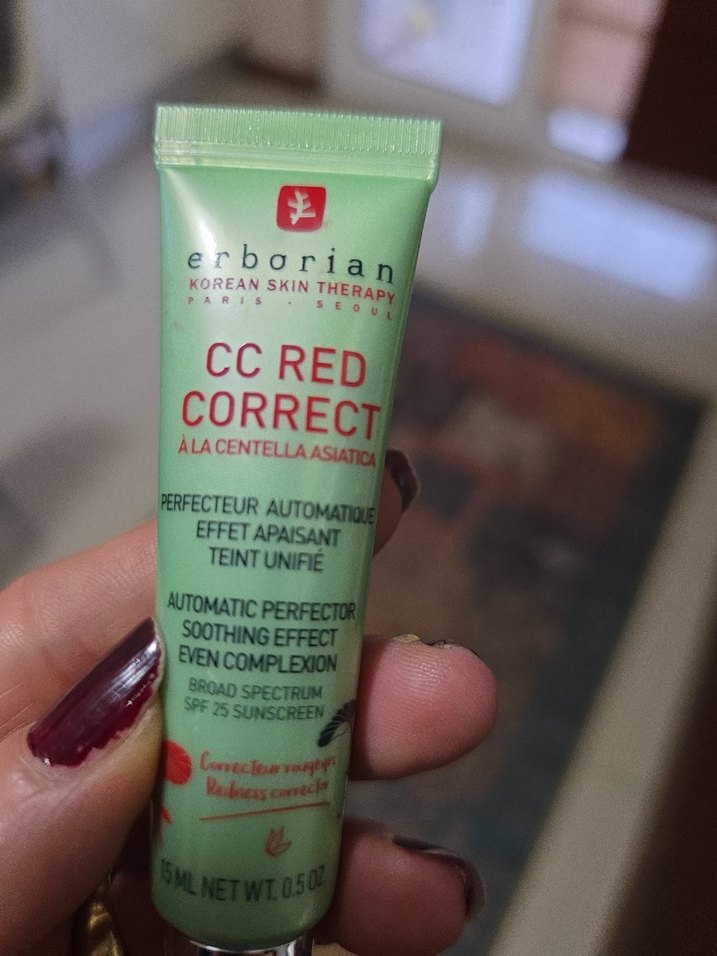 erborian
KOREAN SKIN THERAPY
PARIS · SEOUL
CC RED
CORRECT
À LA CENTELLA ASIATICA
PERFECTEUR AUTOMATIQUE
EFFET APAISANT
TEINT UNIFIÉ
AUTOMATIC PERFECTOR
SOOTHING EFFECT
EVEN COMPLEXION
BROAD SPECTRUM
SPF 25 SUNSCREEN
Correcteur rougeurs
Redness corrector
15 ML NET WT. 0.5 OZ.